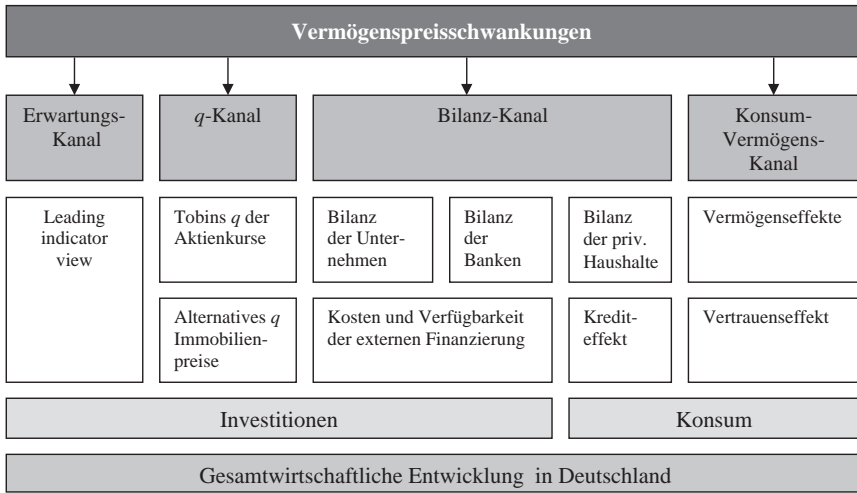 Vermögenspreisschwankungen
Erwartungs-
Kanal
q-Kanal
Bilanz-Kanal
Konsum-
Vermögens-
Kanal
Leading
indicator
view
Tobins q der
Aktienkurse
Bilanz
der Unter-
nehmen
Bilanz
der
Banken
Bilanz
der priv.
Haushalte
Vermögenseffekte
Alternatives q
Immobilien-
preise
Kosten und Verfügbarkeit
der externen Finanzierung
Kredit-
effekt
Vertrauenseffekt
Investitionen
Konsum
Gesamtwirtschaftliche Entwicklung in Deutschland